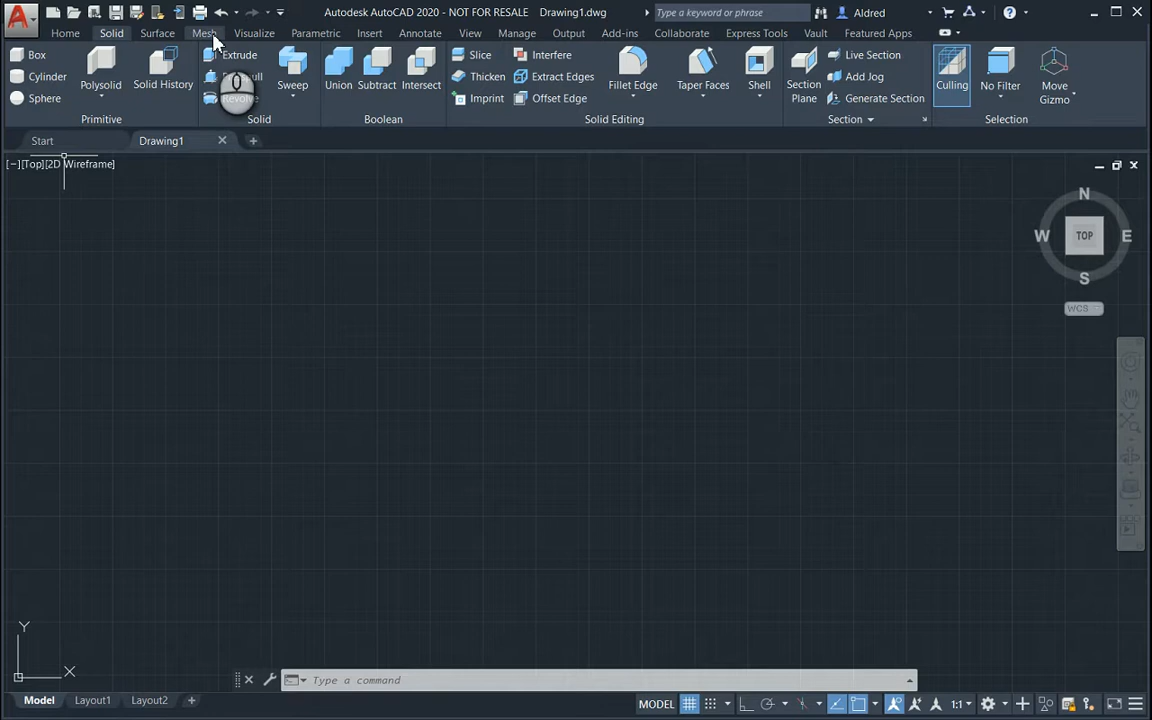 Autodesk AutoCAD 2020 - NOT FOR RESALE Drawing1.dwg Type a keyword or phrase Aldred
Home Solid Surface Mesh Visualize Parametric Insert Annotate View Manage Output Add-ins Collaborate Express Tools Vault Featured Apps
Box
Cylinder
Sphere
Polysolid
Solid History
Primitive
Extrude
Revolve
Sweep
Solid
Union
Subtract
Intersect
Boolean
Slice
Thicken
Imprint
Interfere
Extract Edges
Offset Edge
Fillet Edge
Taper Faces
Shell
Solid Editing
Section
Plane
Live Section
Add Jog
Generate Section
Section
Culling
No Filter
Move
Gizmo
Selection
Start Drawing1
[−][Top][2D Wireframe]
N
W TOP E
S
WCS
Y
X
Type a command
Model Layout1 Layout2 MODEL 1:1